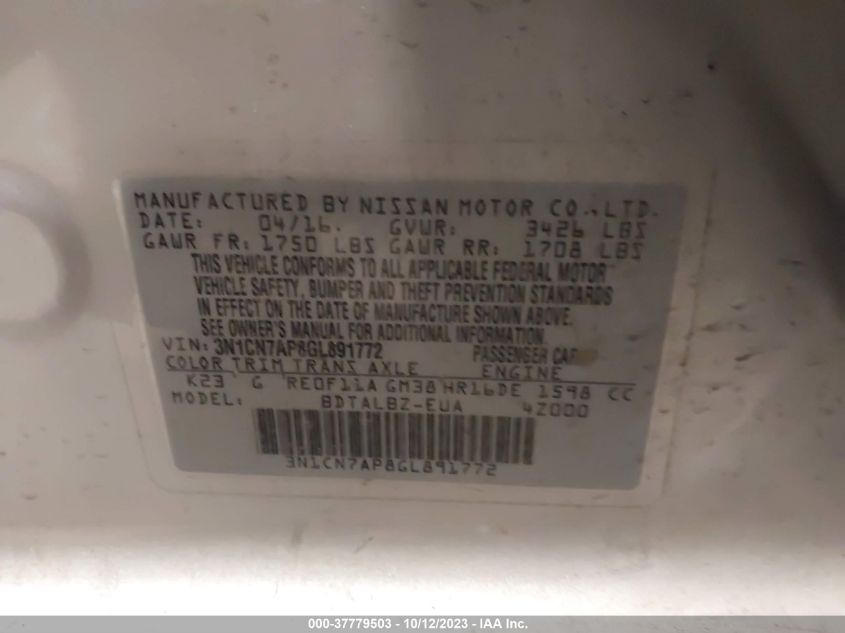 MANUFACTURED BY NISSAN MOTOR CO., LTD.
DATE: 04/16. GVWR: 3426 LBS
GAWR FR: 1750 LBS GAWR RR: 1708 LBS
THIS VEHICLE CONFORMS TO ALL APPLICABLE FEDERAL MOTOR
VEHICLE SAFETY, BUMPER AND THEFT PREVENTION STANDARDS
IN EFFECT ON THE DATE OF MANUFACTURE SHOWN ABOVE.
SEE OWNER'S MANUAL FOR ADDITIONAL INFORMATION.
VIN: 3N1CN7AP8GL891772 PASSENGER CAR
COLOR TRIM TRANS AXLE ENGINE
K23 G RE0F11A GM38 HR16DE 1598 CC
MODEL: BDTALBZ-EUA 4Z000
3N1CN7AP8GL891772
000-37779503 - 10/12/2023 - IAA Inc.